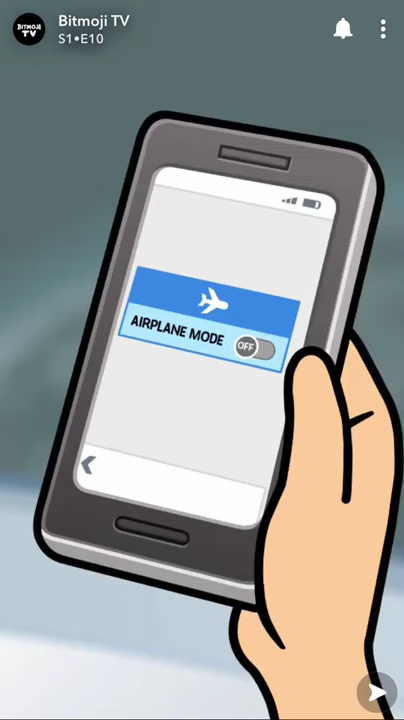 BITMOJI
TV
Bitmoji TV
S1•E10
AIRPLANE MODE
OFF